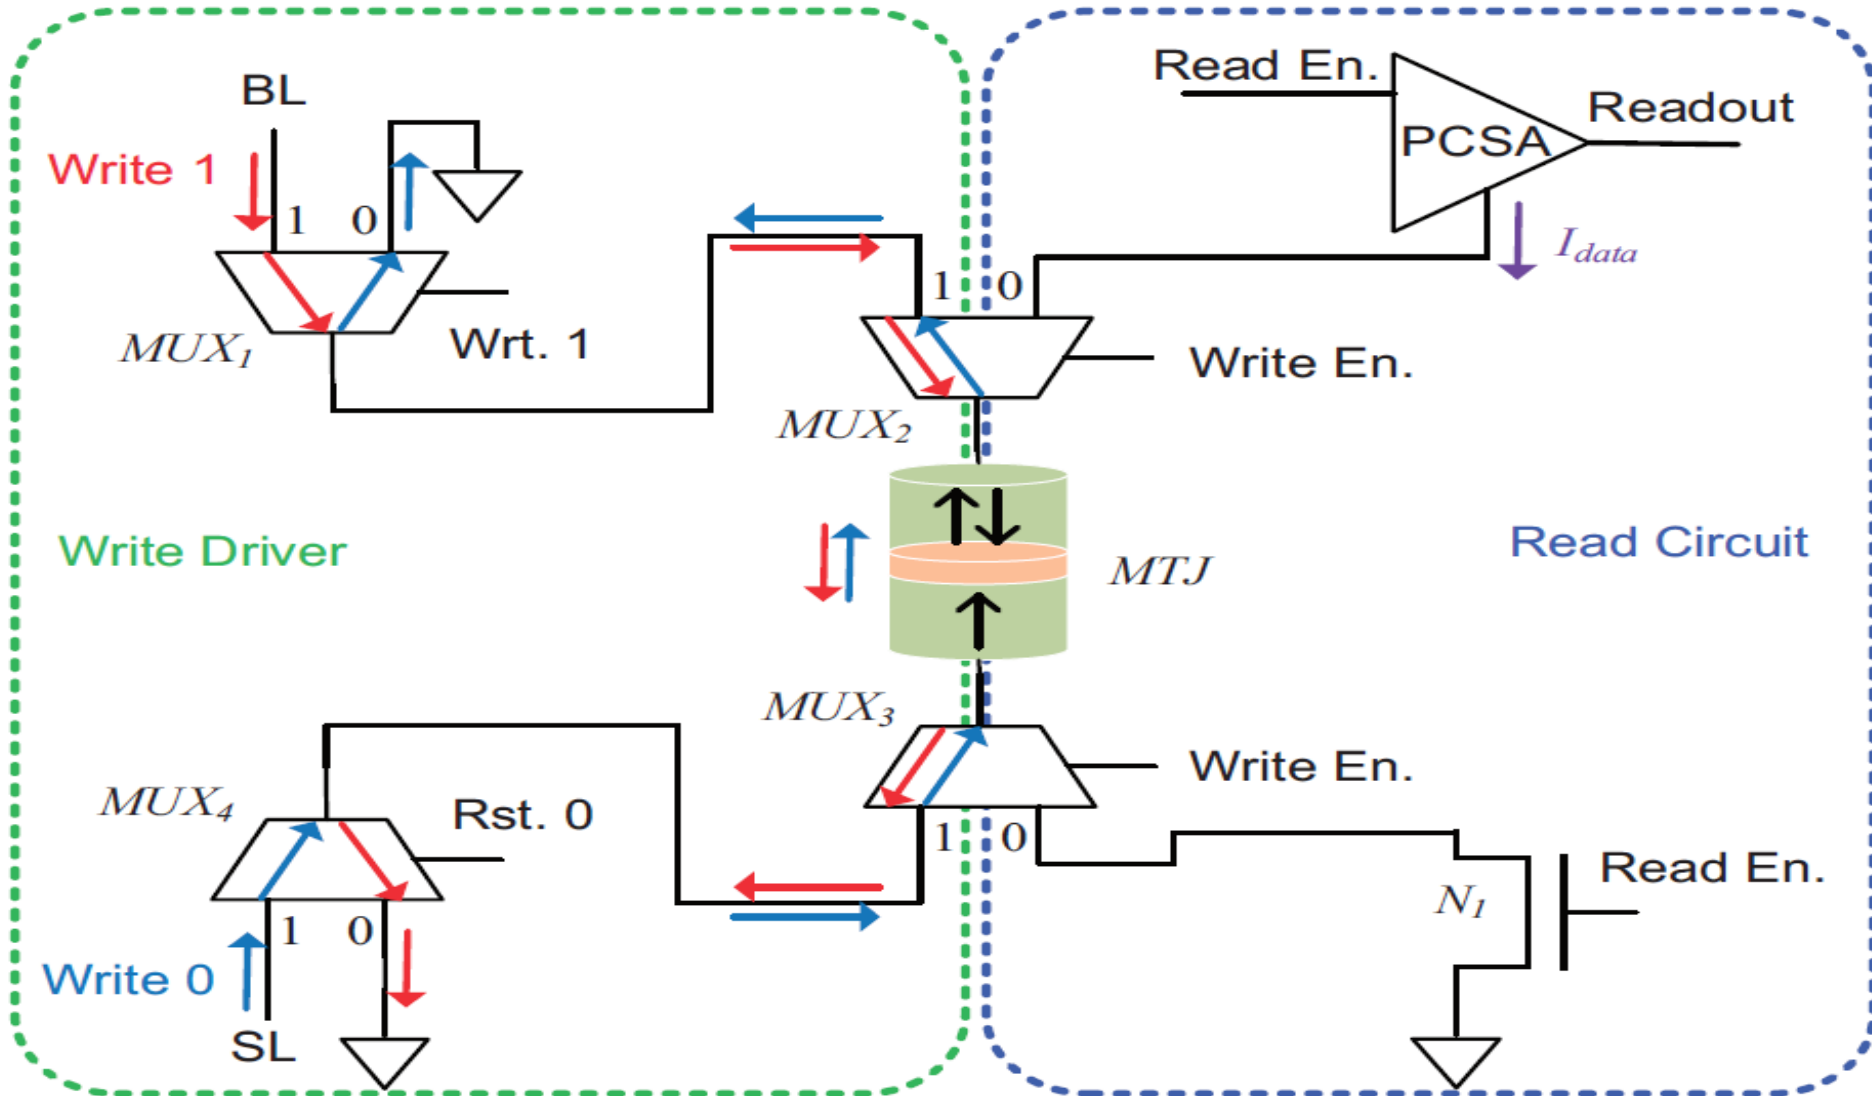 BL
Write 1
1 0
MUX1
Wrt. 1
Read En.
PCSA
Readout
Idata
1 0
Write En.
MUX2
Write Driver
MTJ
Read Circuit
MUX3
Write En.
1 0
MUX4
Rst. 0
1 0
Write 0
SL
N1
Read En.